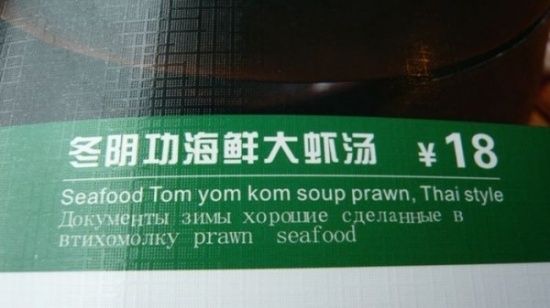 冬阴功海鲜大虾汤 ¥18
Seafood Tom yom kom soup prawn, Thai style
Документы зимы хорошие сделанные в
втихомолку prawn seafood